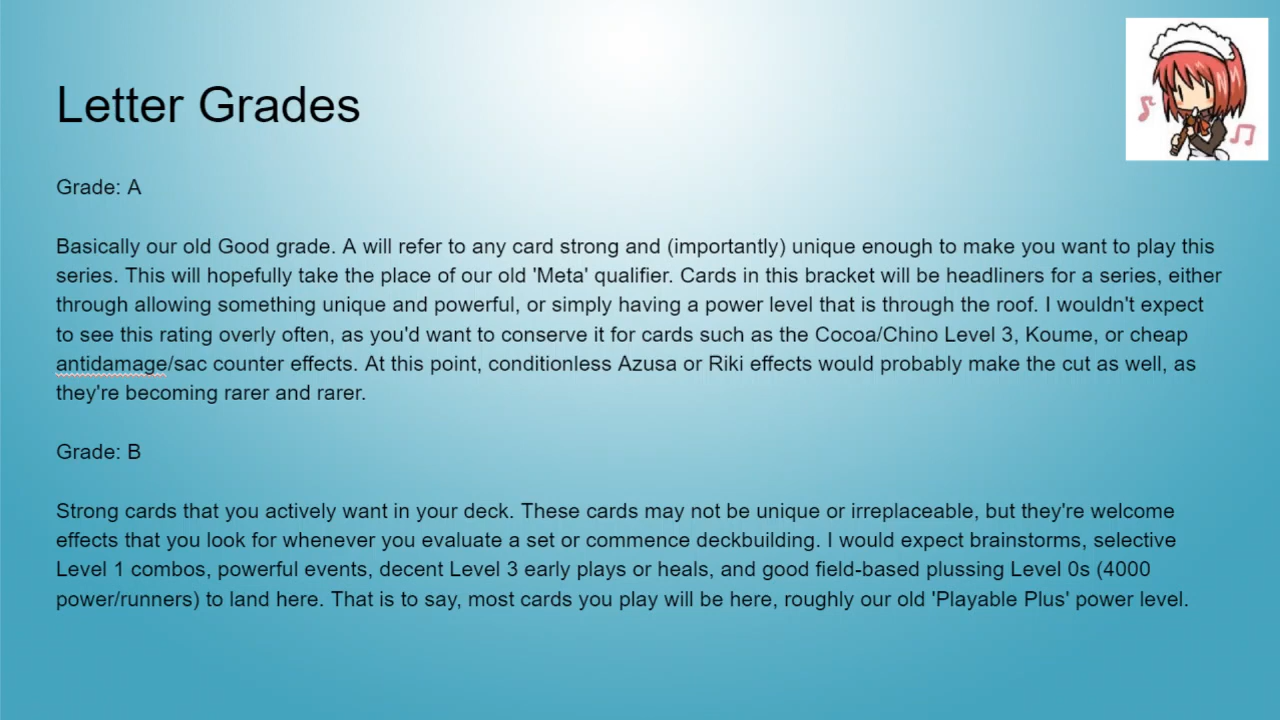 Letter Grades
Grade: A
Basically our old Good grade. A will refer to any card strong and (importantly) unique enough to make you want to play this
series. This will hopefully take the place of our old 'Meta' qualifier. Cards in this bracket will be headliners for a series, either
through allowing something unique and powerful, or simply having a power level that is through the roof. I wouldn't expect
to see this rating overly often, as you'd want to conserve it for cards such as the Cocoa/Chino Level 3, Koume, or cheap
antidamage/sac counter effects. At this point, conditionless Azusa or Riki effects would probably make the cut as well, as
they're becoming rarer and rarer.
Grade: B
Strong cards that you actively want in your deck. These cards may not be unique or irreplaceable, but they're welcome
effects that you look for whenever you evaluate a set or commence deckbuilding. I would expect brainstorms, selective
Level 1 combos, powerful events, decent Level 3 early plays or heals, and good field-based plussing Level 0s (4000
power/runners) to land here. That is to say, most cards you play will be here, roughly our old 'Playable Plus' power level.